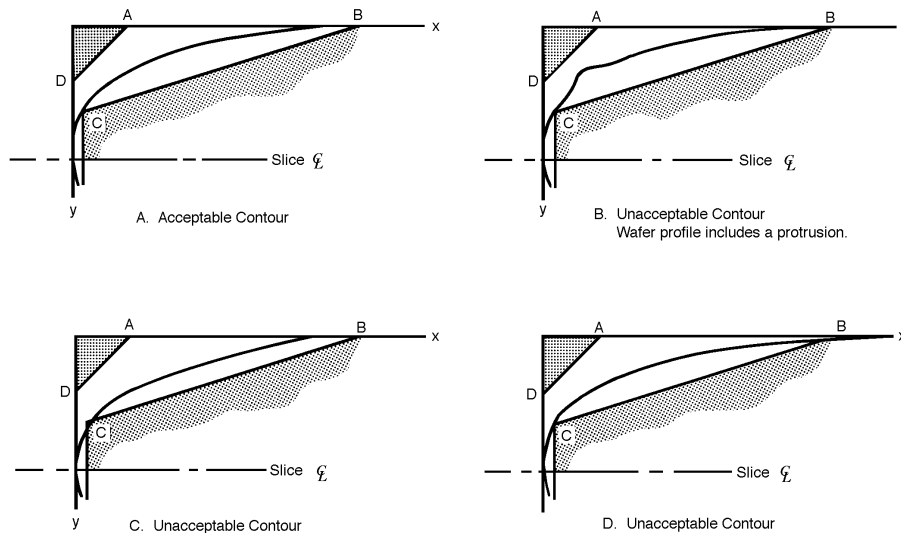 A
B
x
D
C
Slice ℄
y
A. Acceptable Contour
A
B
D
C
Slice ℄
y
B. Unacceptable Contour
Wafer profile includes a protrusion.
A
B
x
D
C
Slice ℄
y
C. Unacceptable Contour
A
B
x
D
C
Slice ℄
D. Unacceptable Contour